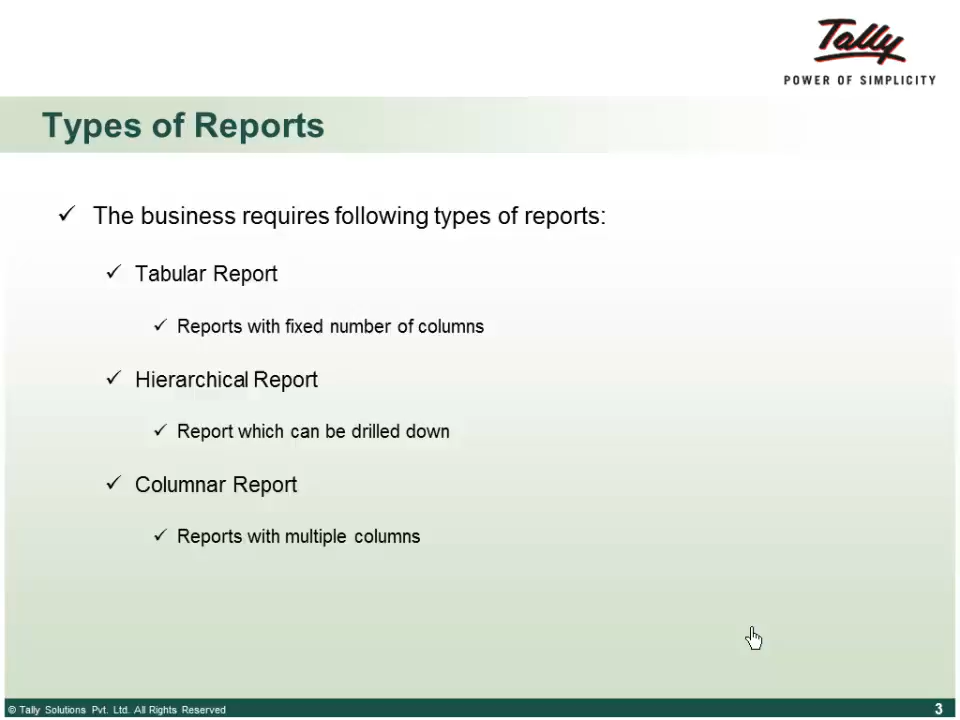 Tally
POWER OF SIMPLICITY
Types of Reports
✓ The business requires following types of reports:
✓ Tabular Report
✓ Reports with fixed number of columns
✓ Hierarchical Report
✓ Report which can be drilled down
✓ Columnar Report
✓ Reports with multiple columns
© Tally Solutions Pvt. Ltd. All Rights Reserved
3